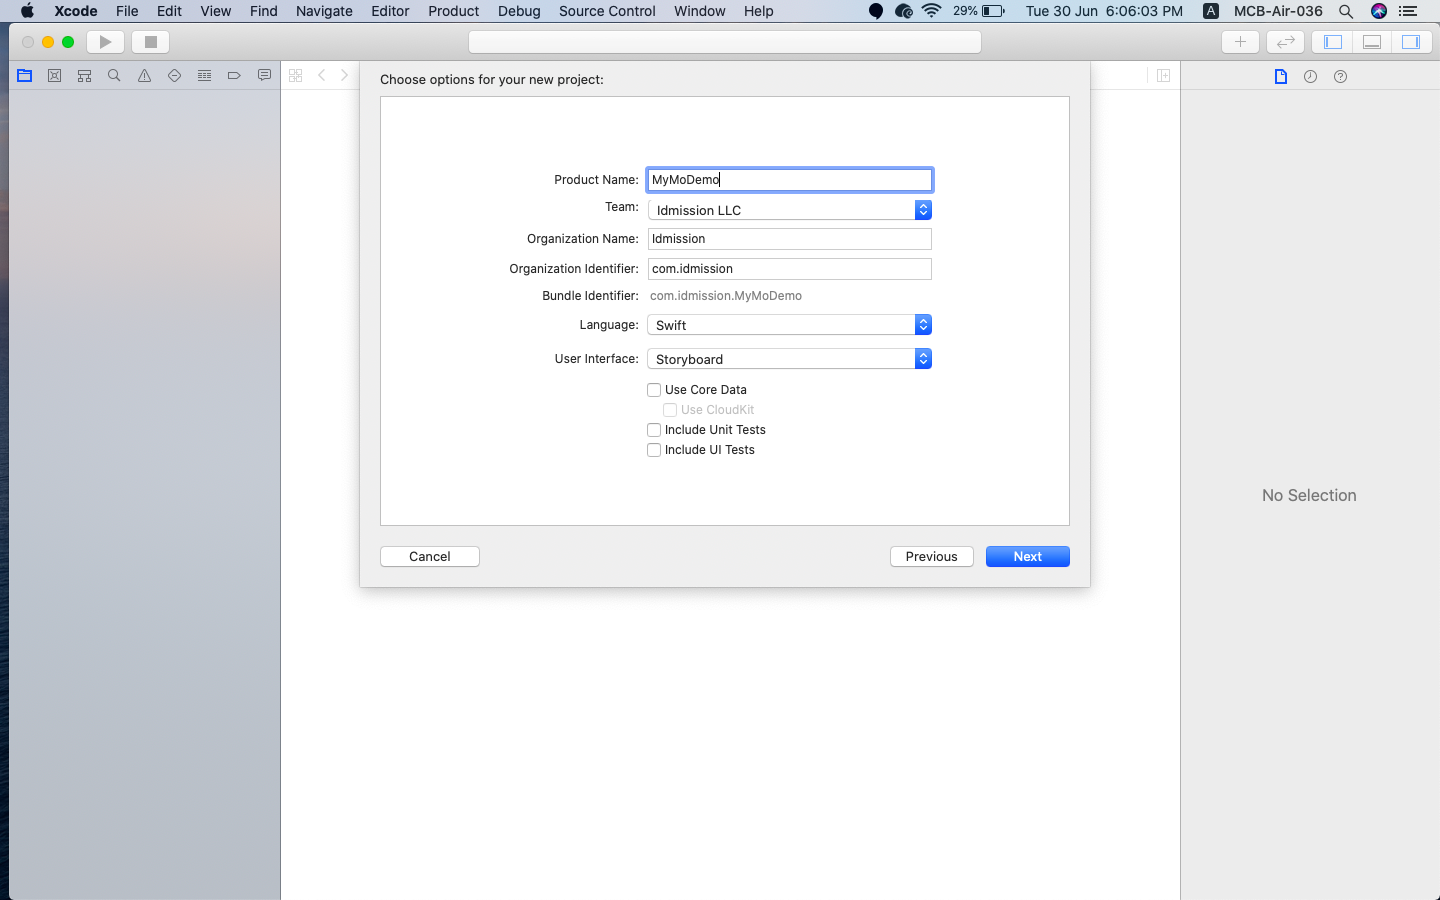 Xcode File Edit View Find Navigate Editor Product Debug Source Control Window Help 29% Tue 30 Jun 6:06:03 PM A MCB-Air-036
Choose options for your new project:
Product Name: MyMoDemo
Team: Idmission LLC
Organization Name: Idmission
Organization Identifier: com.idmission
Bundle Identifier: com.idmission.MyMoDemo
Language: Swift
User Interface: Storyboard
Use Core Data
Use CloudKit
Include Unit Tests
Include UI Tests
No Selection
Cancel Previous Next